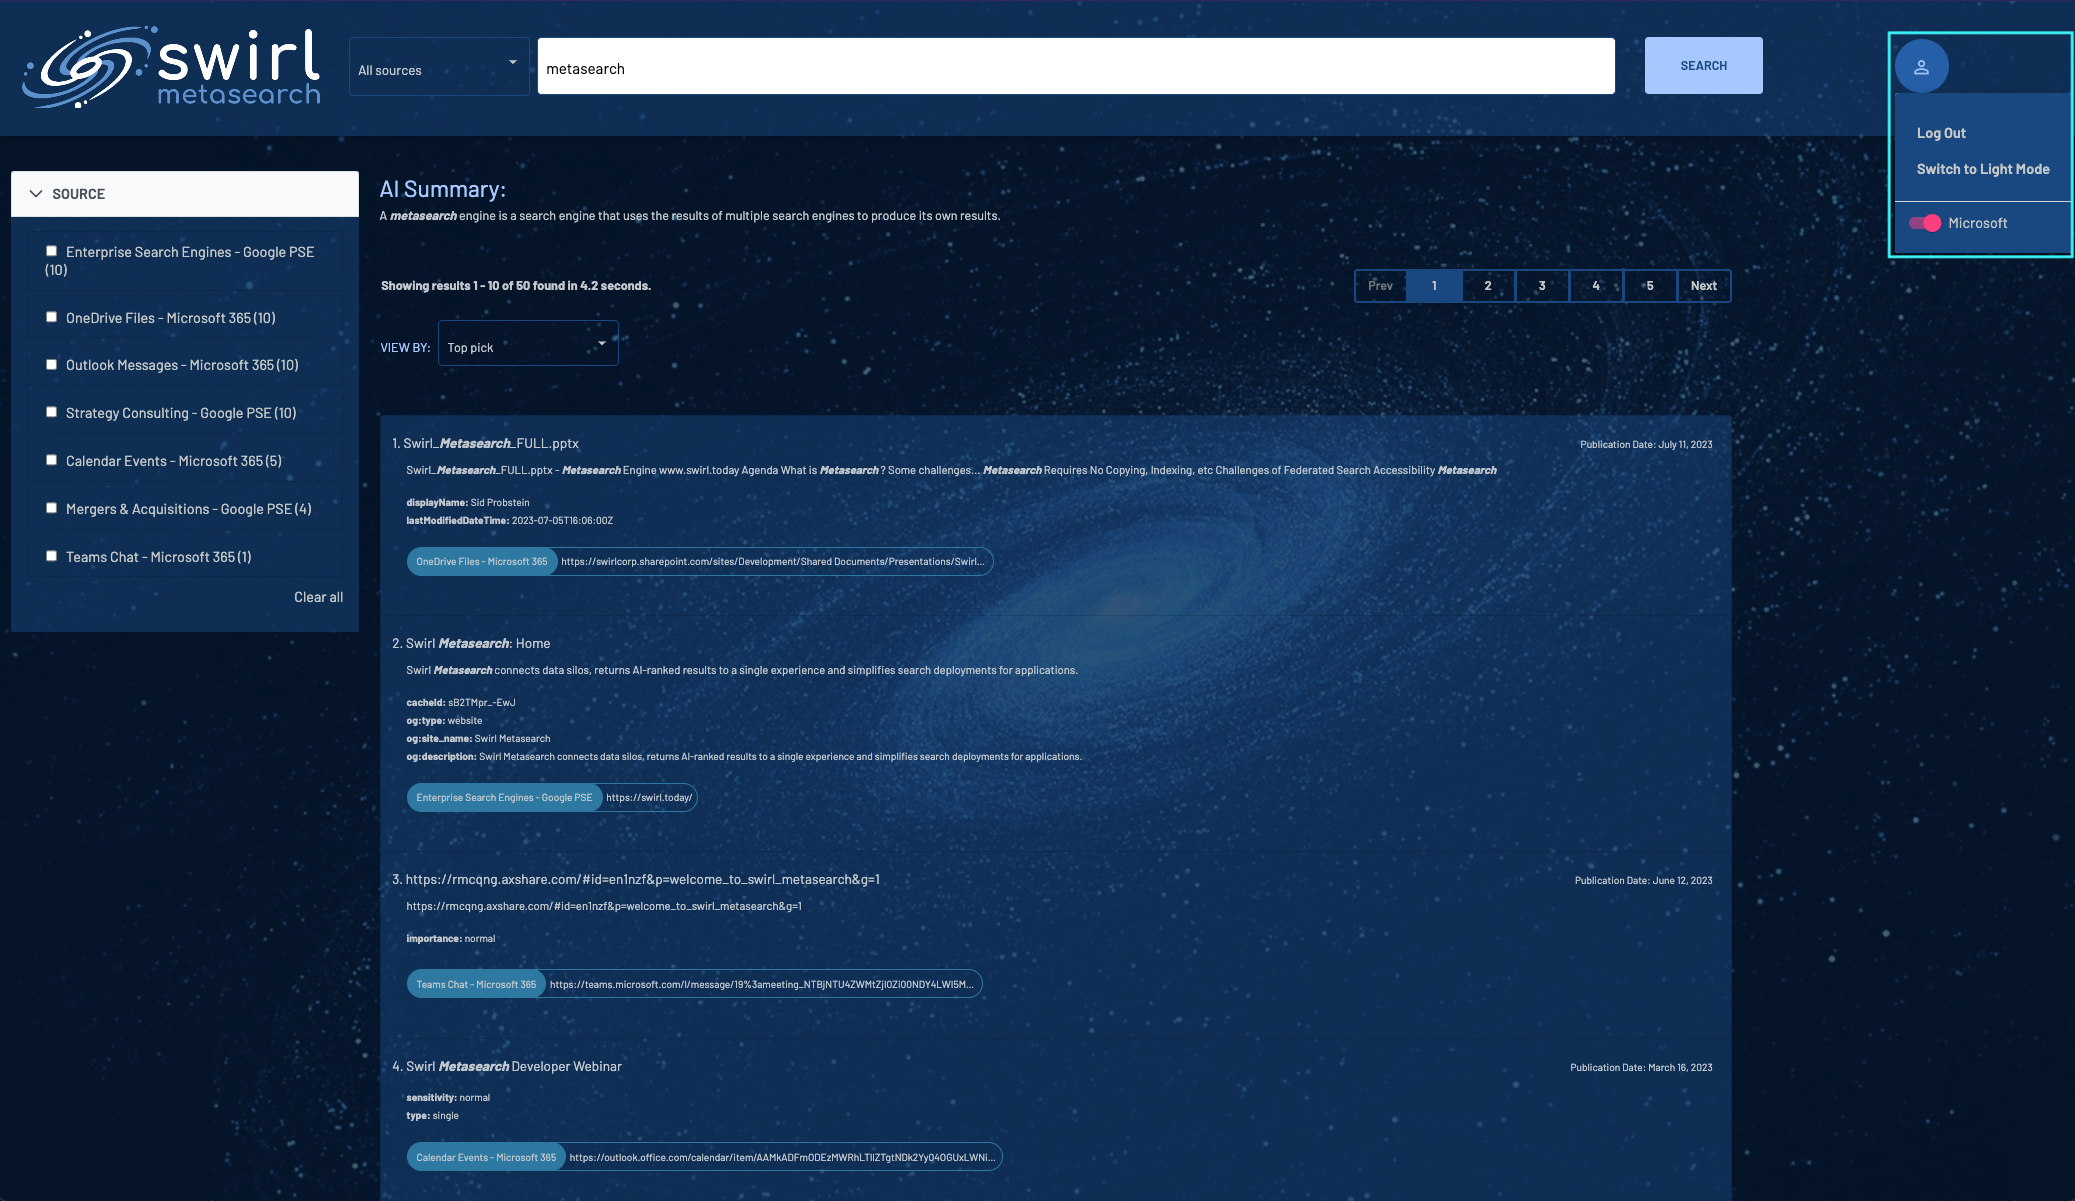 swirl
metasearch
All sources
metasearch
SEARCH
Log Out
Switch to Light Mode
Microsoft
SOURCE
Enterprise Search Engines - Google PSE
(10)
OneDrive Files - Microsoft 365 (10)
Outlook Messages - Microsoft 365 (10)
Strategy Consulting - Google PSE (10)
Calendar Events - Microsoft 365 (5)
Mergers & Acquisitions - Google PSE (4)
Teams Chat - Microsoft 365 (1)
Clear all
AI Summary:
A metasearch engine is a search engine that uses the results of multiple search engines to produce its own results.
Showing results 1 - 10 of 50 found in 4.2 seconds.
Prev 1 2 3 4 5 Next
VIEW BY: Top pick
1. Swirl_Metasearch_FULL.pptx
Publication Date: July 11, 2023
Swirl_Metasearch_FULL.pptx - Metasearch Engine www.swirl.today Agenda What is Metasearch ? Some challenges... Metasearch Requires No Copying, Indexing, etc Challenges of Federated Search Accessibility Metasearch
displayName: Sid Probstein
lastModifiedDateTime: 2023-07-05T16:06:00Z
OneDrive Files - Microsoft 365 https://swirlcorp.sharepoint.com/sites/Development/Shared Documents/Presentations/Swirl...
2. Swirl Metasearch: Home
Swirl Metasearch connects data silos, returns AI-ranked results to a single experience and simplifies search deployments for applications.
cacheId: sB2TMpr_-EwJ
og:type: website
og:site_name: Swirl Metasearch
og:description: Swirl Metasearch connects data silos, returns AI-ranked results to a single experience and simplifies search deployments for applications.
Enterprise Search Engines - Google PSE https://swirl.today/
3. https://rmcqng.axshare.com/#id=en1nzf&p=welcome_to_swirl_metasearch&g=1
Publication Date: June 12, 2023
https://rmcqng.axshare.com/#id=en1nzf&p=welcome_to_swirl_metasearch&g=1
importance: normal
Teams Chat - Microsoft 365 https://teams.microsoft.com/l/message/19%3ameeting_NTBjNTU4ZWMtZjI0Zi00NDY4LWI5M...
4. Swirl Metasearch Developer Webinar
Publication Date: March 16, 2023
sensitivity: normal
type: single
Calendar Events - Microsoft 365 https://outlook.office.com/calendar/item/AAMkADFmODEzMWRhLTIlZTgtNDk2Yy04OGUxLWNi...